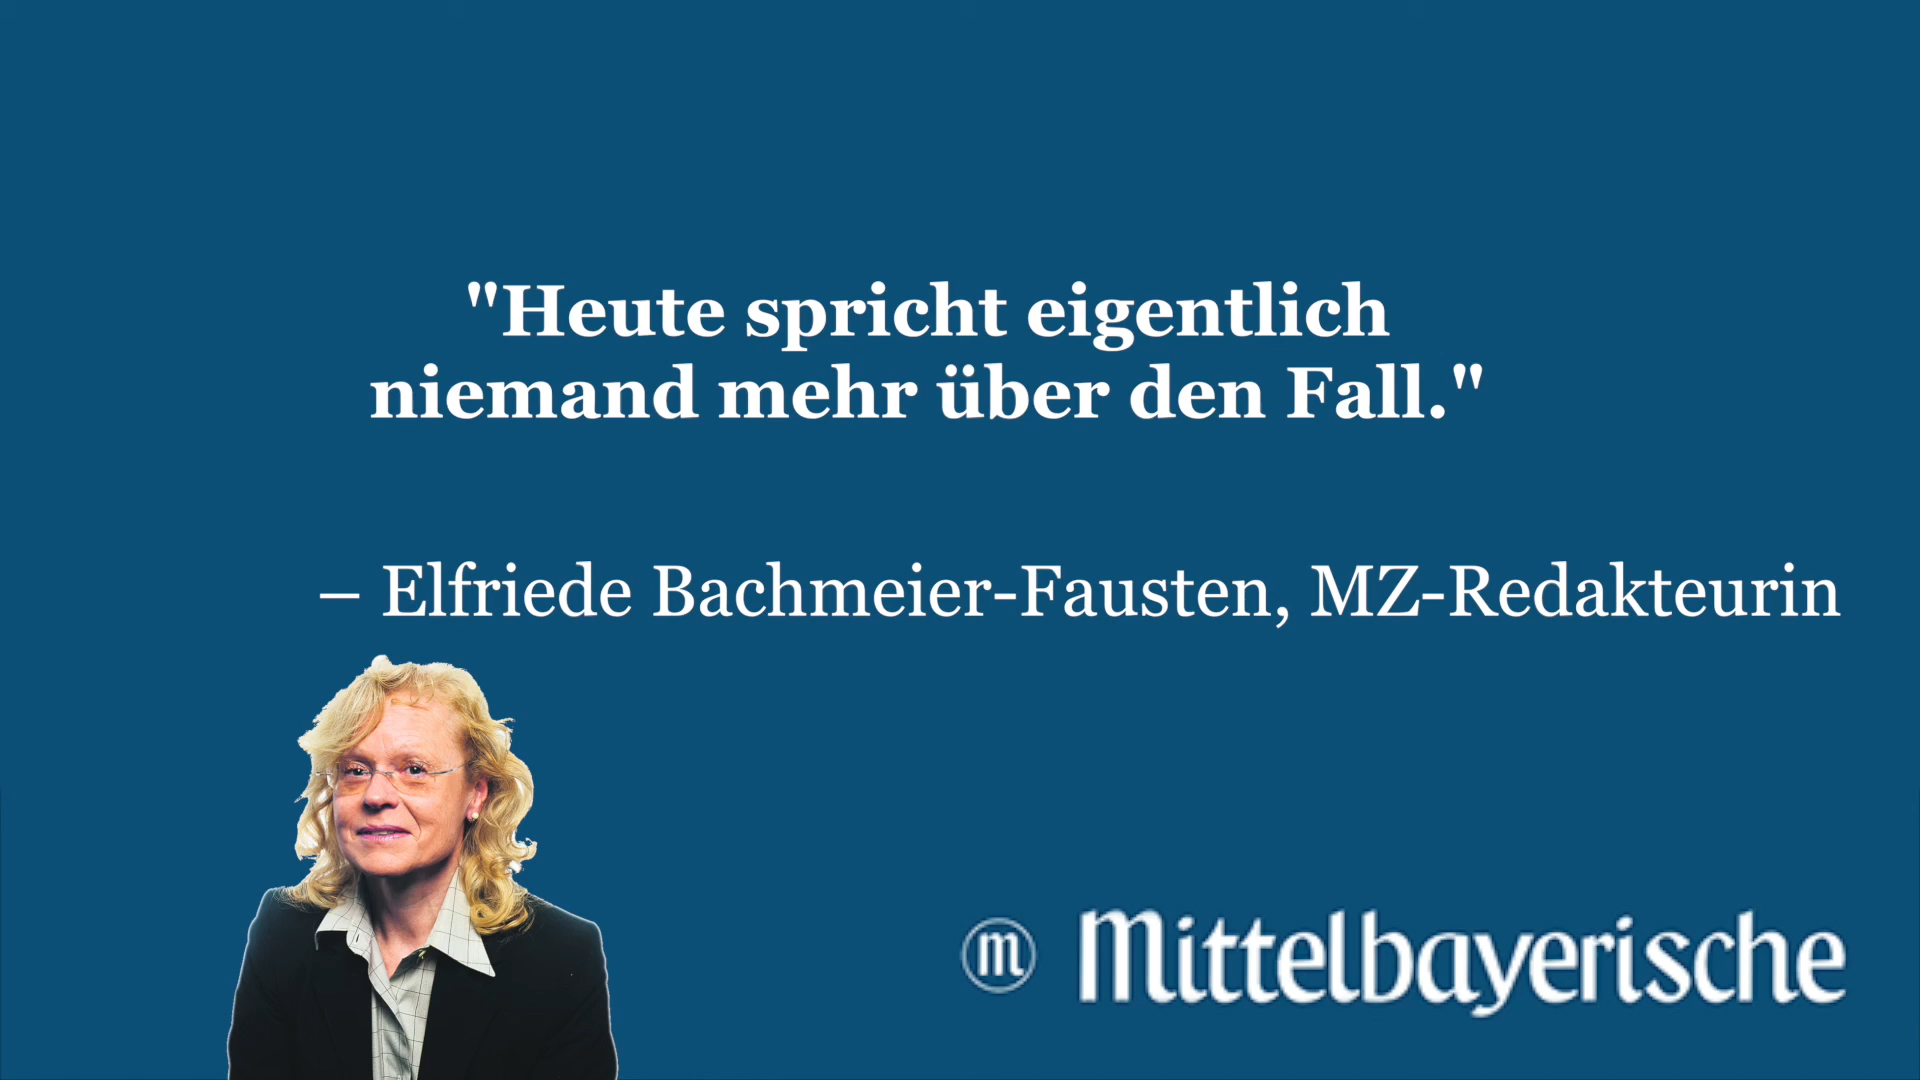 "Heute spricht eigentlich
niemand mehr über den Fall."
– Elfriede Bachmeier-Fausten, MZ-Redakteurin
m Mittelbayerische